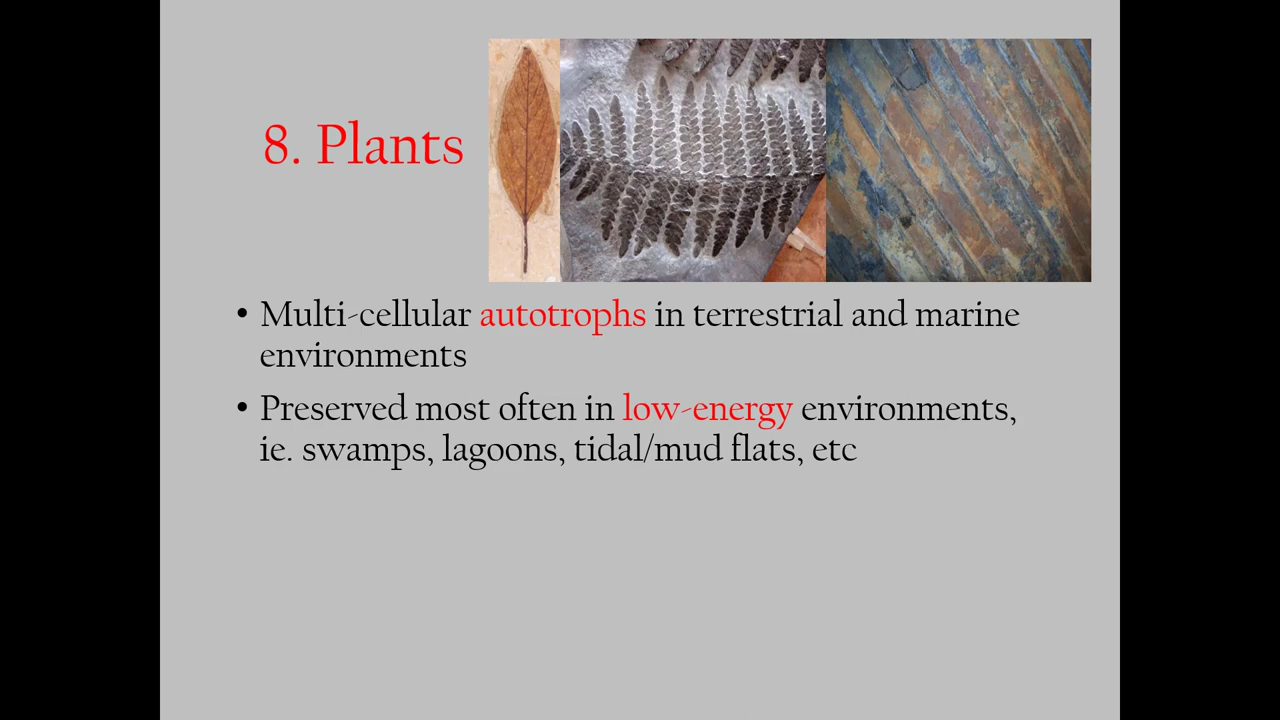 8. Plants
• Multi-cellular autotrophs in terrestrial and marine
environments
• Preserved most often in low-energy environments,
ie. swamps, lagoons, tidal/mud flats, etc